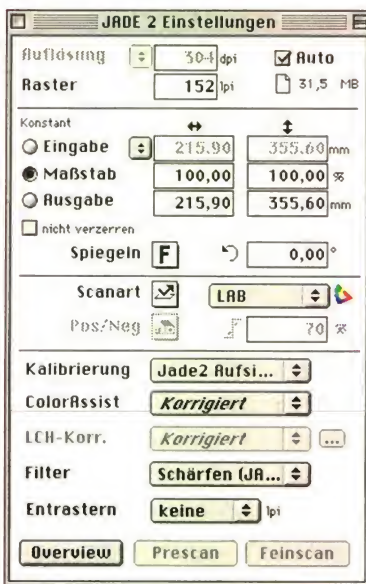 JADE 2 Einstellungen
Auflösung 304 dpi Auto
Raster 152 lpi 31,5 MB
Konstant
Eingabe 215.90 355.60 mm
Maßstab 100,00 100,00 %
Ausgabe 215,90 355,60 mm
nicht verzerren
Spiegeln F 0,00°
Scanart LAB
Pos/Neg 70 %
Kalibrierung Jade2 Aufsi...
ColorAssist Korrigiert
LCH-Korr. Korrigiert ...
Filter Schärfen (JA...
Entrastern keine lpi
Overview Prescan Feinscan